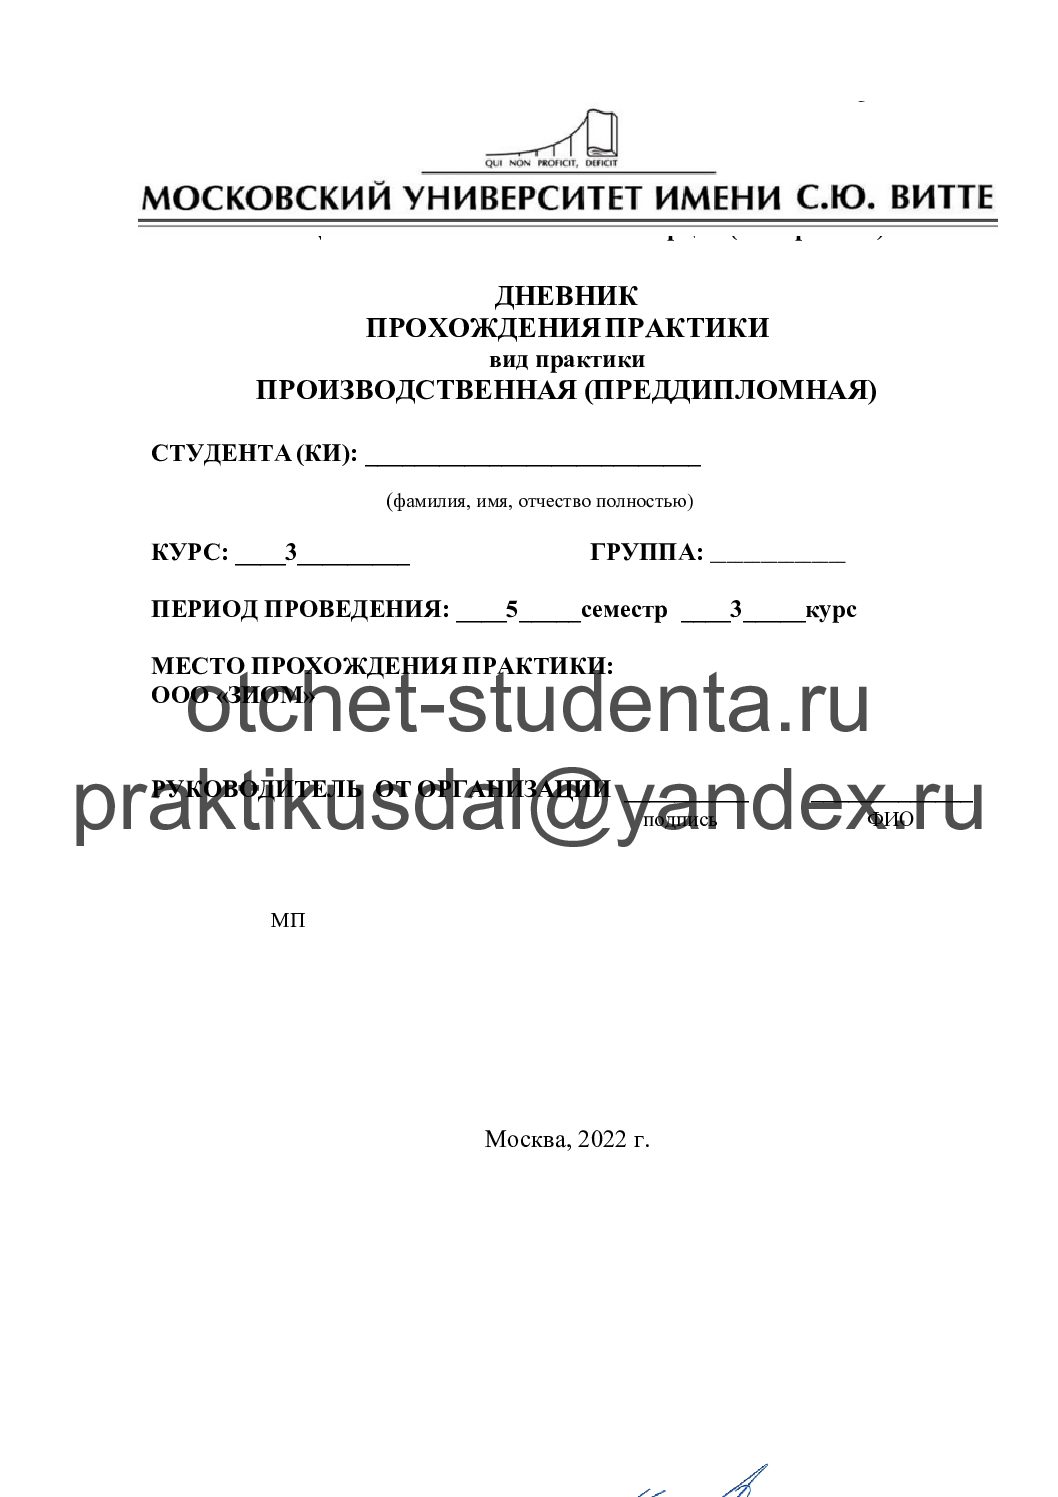 QUI NON PROFICIT, DEFICIT
МОСКОВСКИЙ УНИВЕРСИТЕТ ИМЕНИ С.Ю. ВИТТЕ
ДНЕВНИК
ПРОХОЖДЕНИЯ ПРАКТИКИ
вид практики
ПРОИЗВОДСТВЕННАЯ (ПРЕДДИПЛОМНАЯ)
СТУДЕНТА (КИ): ___________________________
(фамилия, имя, отчество полностью)
КУРС: ____3_________ ГРУППА: ________
ПЕРИОД ПРОВЕДЕНИЯ: ____5_____семестр ____3_____курс
МЕСТО ПРОХОЖДЕНИЯ ПРАКТИКИ:
ООО «ЗИОМ»
otchet-studenta.ru
РУКОВОДИТЕЛЬ ОТ ОРГАНИЗАЦИИ __________ _____________
praktikusdal@yandex.ru
подпись ФИО
МП
Москва, 2022 г.